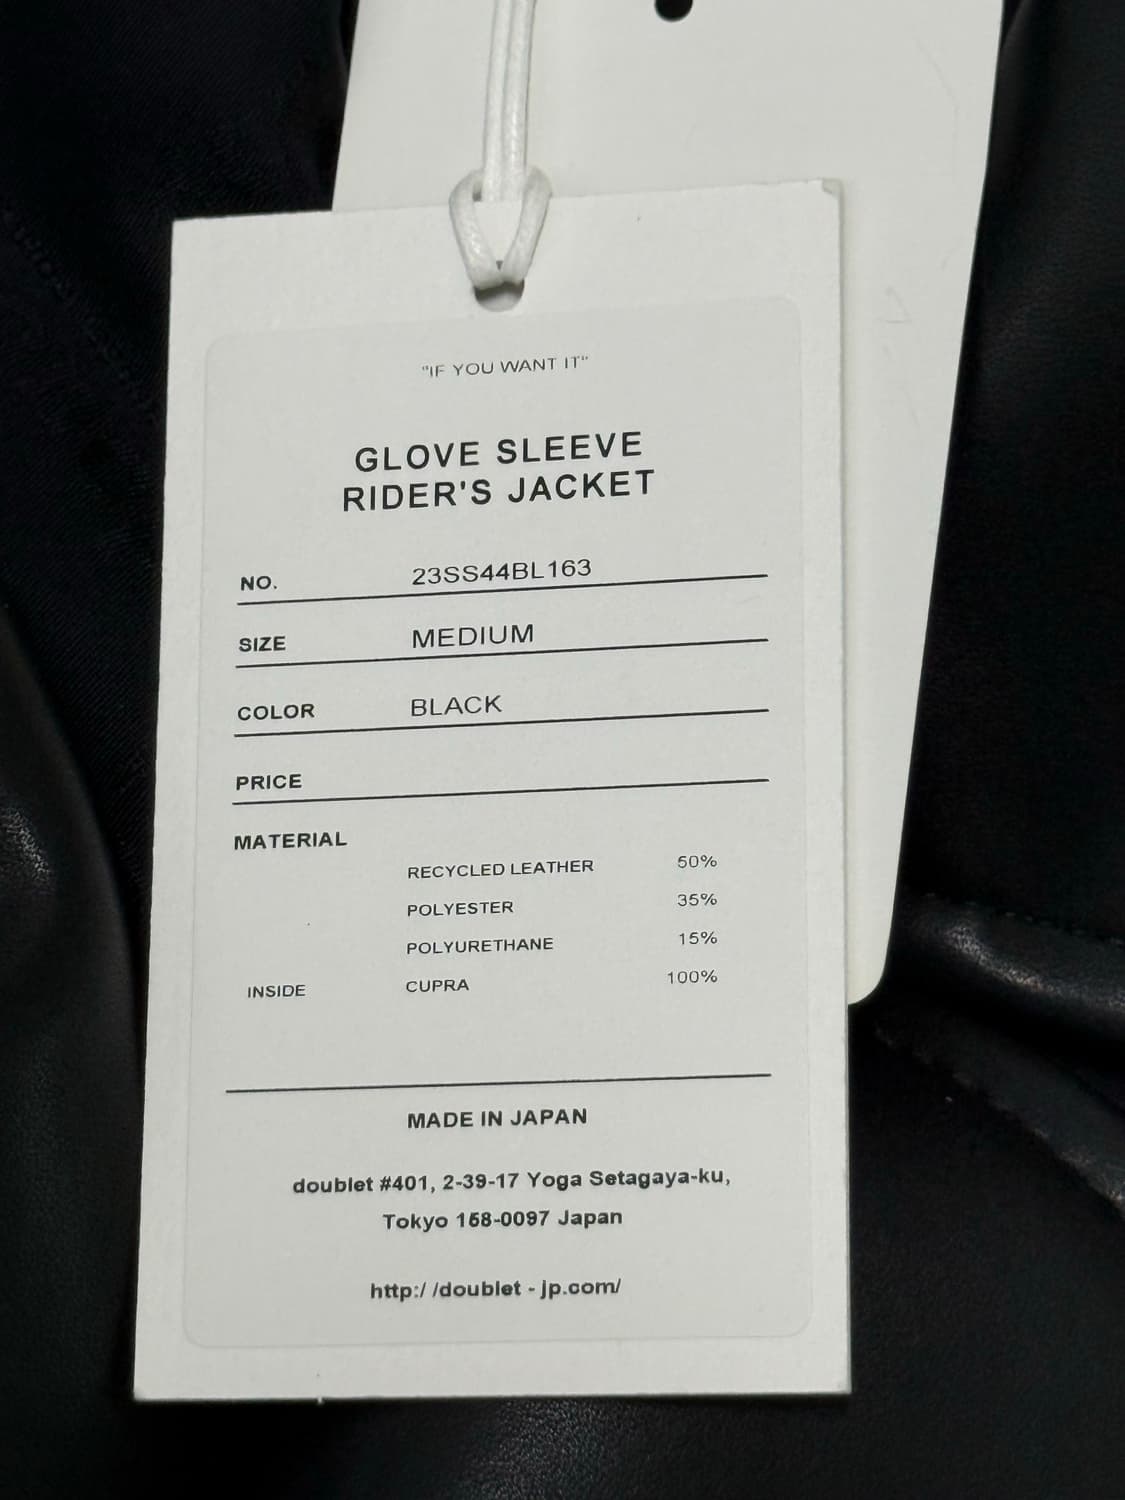 "IF YOU WANT IT"
GLOVE SLEEVE
RIDER'S JACKET
NO. 23SS44BL163
SIZE MEDIUM
COLOR BLACK
PRICE
MATERIAL
RECYCLED LEATHER 50%
POLYESTER 35%
POLYURETHANE 15%
INSIDE CUPRA 100%
MADE IN JAPAN
doublet #401, 2-39-17 Yoga Setagaya-ku,
Tokyo 158-0097 Japan
http:/ /doublet - jp.com/